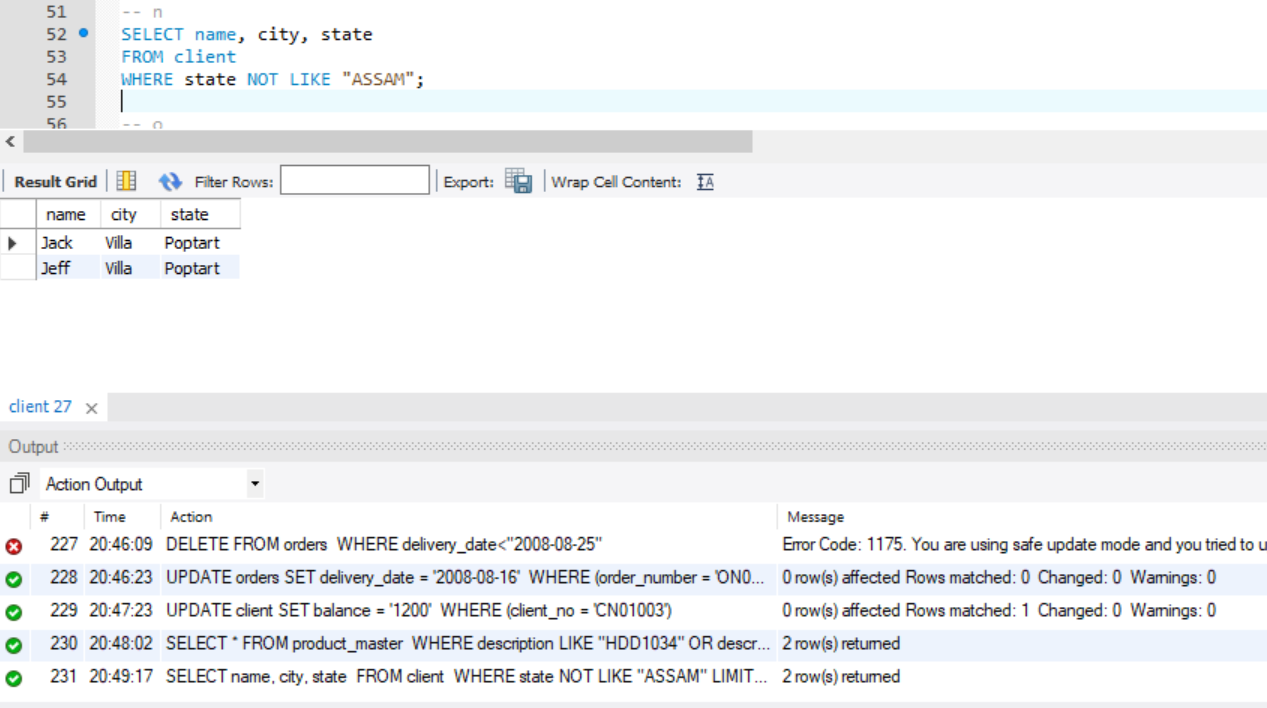 51 -- n
52 SELECT name, city, state
53 FROM client
54 WHERE state NOT LIKE "ASSAM";
55
56 -- o
Result Grid Filter Rows: Export: Wrap Cell Content:
name city state
Jack Villa Poptart
Jeff Villa Poptart
client 27
Output
Action Output
# Time Action Message
227 20:46:09 DELETE FROM orders WHERE delivery_date<"2008-08-25" Error Code: 1175. You are using safe update mode and you tried to u
228 20:46:23 UPDATE orders SET delivery_date = '2008-08-16' WHERE (order_number = 'ON0... 0 row(s) affected Rows matched: 0 Changed: 0 Warnings: 0
229 20:47:23 UPDATE client SET balance = '1200' WHERE (client_no = 'CN01003') 0 row(s) affected Rows matched: 1 Changed: 0 Warnings: 0
230 20:48:02 SELECT * FROM product_master WHERE description LIKE "HDD1034" OR descr... 2 row(s) returned
231 20:49:17 SELECT name, city, state FROM client WHERE state NOT LIKE "ASSAM" LIMIT... 2 row(s) returned